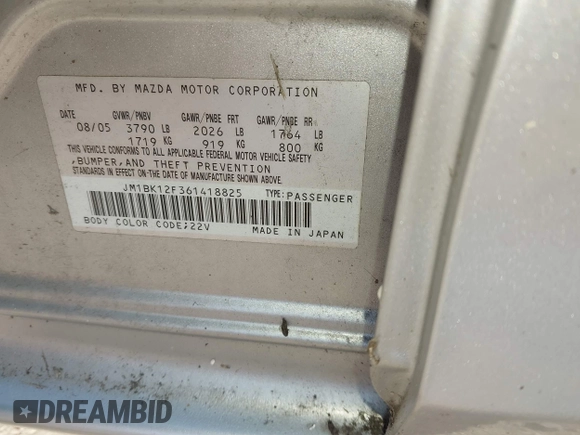 MFD. BY MAZDA MOTOR CORPORATION
DATE GVWR/PNBV GAWR/PNBE FRT GAWR/PNBE RR
08/05 3790 LB 2026 LB 1764 LB
1719 KG 919 KG 800 KG
THIS VEHICLE CONFORMS TO ALL APPLICABLE FEDERAL MOTOR VEHICLE SAFETY
,BUMPER,AND THEFT PREVENTION
STANDARDS IN EFFECT ON THE DATE OF MANUFACTURE SHOWN ABOVE.
JM1BK12F361418825 TYPE:PASSENGER
BODY COLOR CODE;22V MADE IN JAPAN
DREAMBID